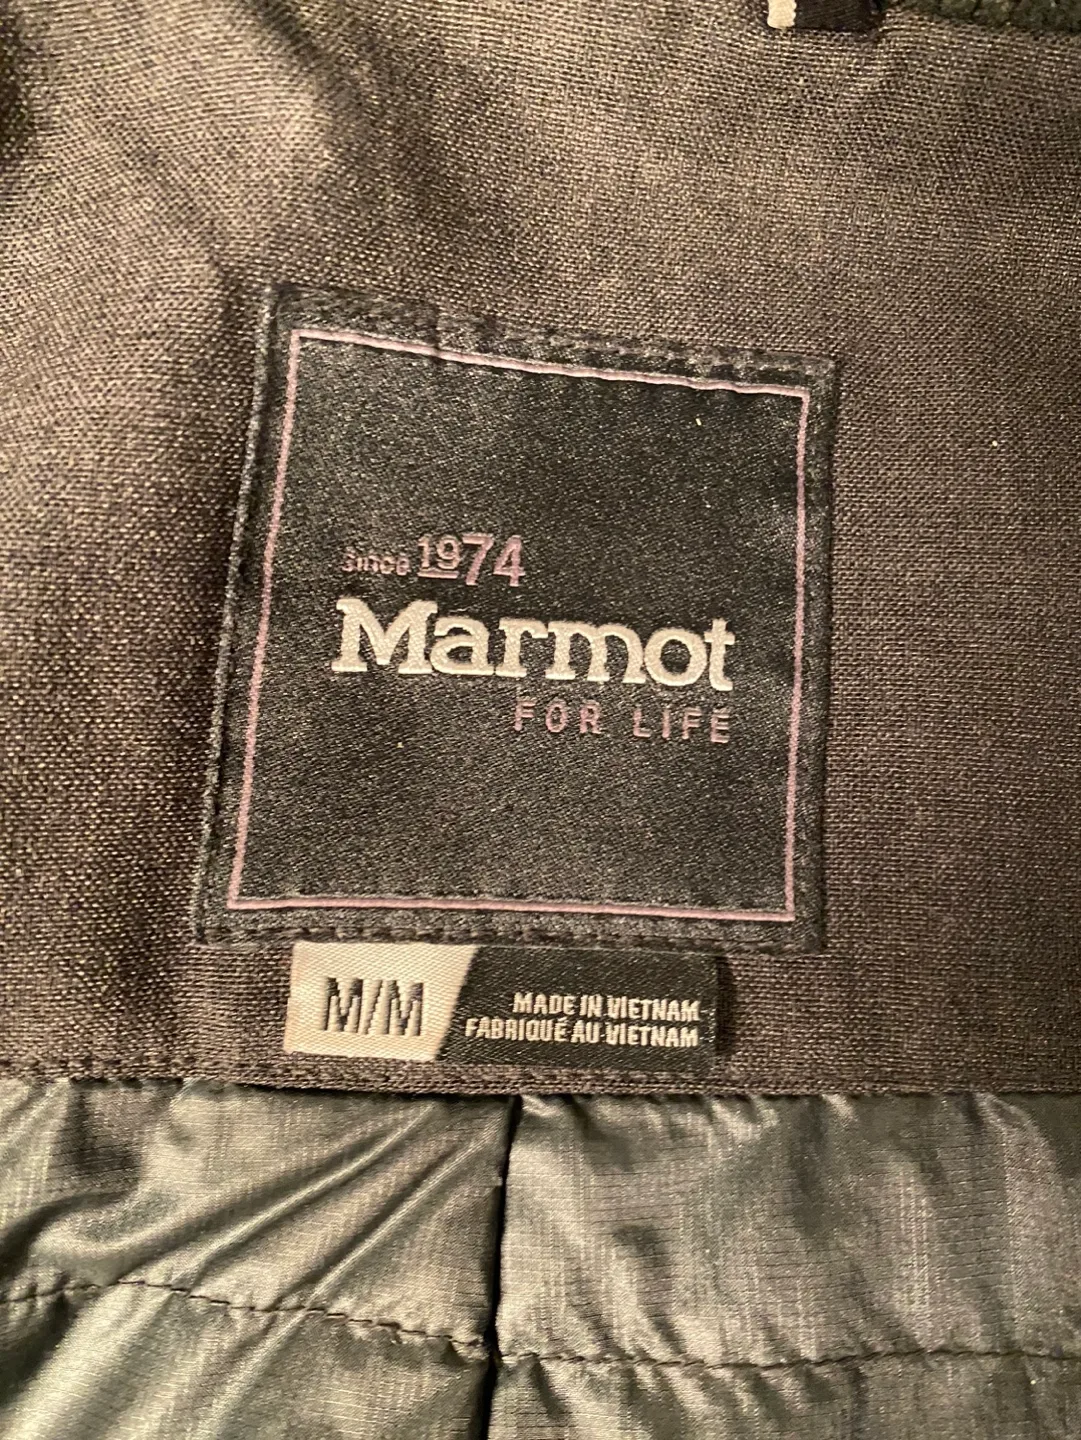 since 1974
Marmot
FOR LIFE
M/M
MADE IN VIETNAM
FABRIQUÉ AU VIETNAM